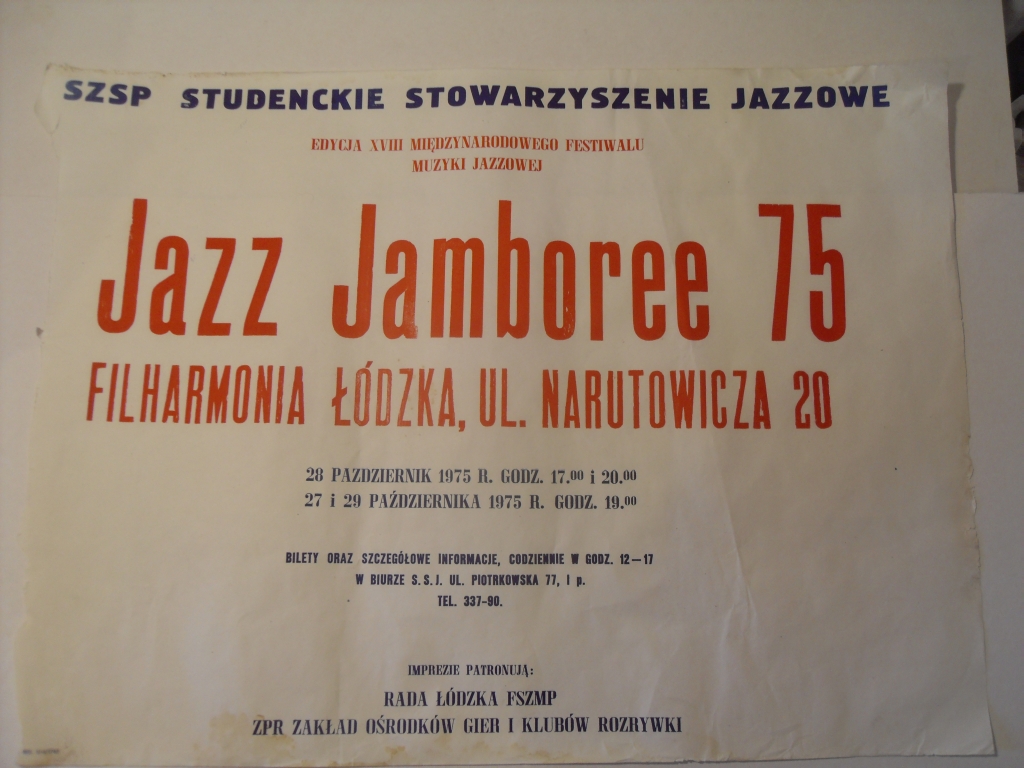 SZSP STUDENCKIE STOWARZYSZENIE JAZZOWE
EDYCJA XVIII MIĘDZYNARODOWEGO FESTIWALU
MUZYKI JAZZOWEJ
Jazz Jamboree 75
FILHARMONIA ŁÓDZKA, UL. NARUTOWICZA 20
28 PAZDZIERNIK 1975 R. GODZ. 17.00 i 20.00
27 i 29 PAŹDZIERNIKA 1975 R. GODZ. 19.00
BILETY ORAZ SZCZEGÓŁOWE INFORMACJE, CODZIENNIE W GODZ. 12—17
W BIURZE S.S.J. UL. PIOTRKOWSKA 77, I p.
TEL. 337-90.
IMPREZIE PATRONUJĄ:
RADA ŁÓDZKA FSZMP
ZPR ZAKŁAD OŚRODKÓW GIER I KLUBÓW ROZRYWKI